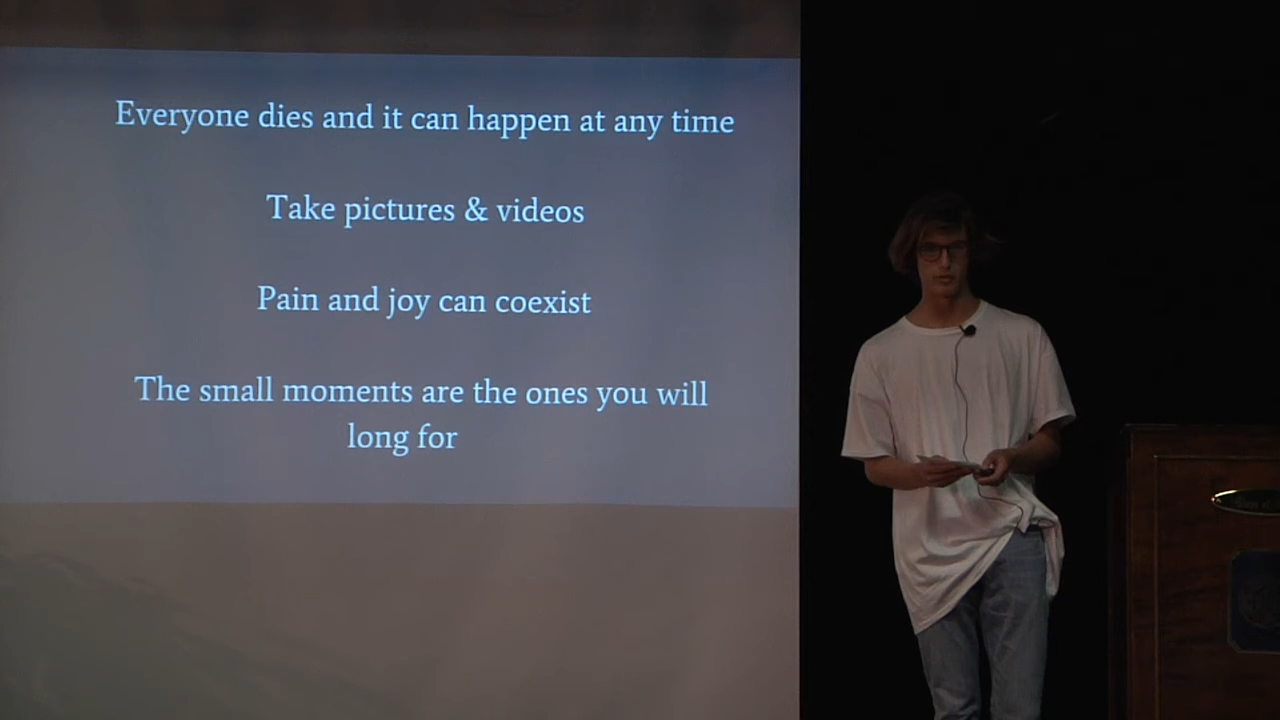 Everyone dies and it can happen at any time
Take pictures & videos
Pain and joy can coexist
The small moments are the ones you will
long for